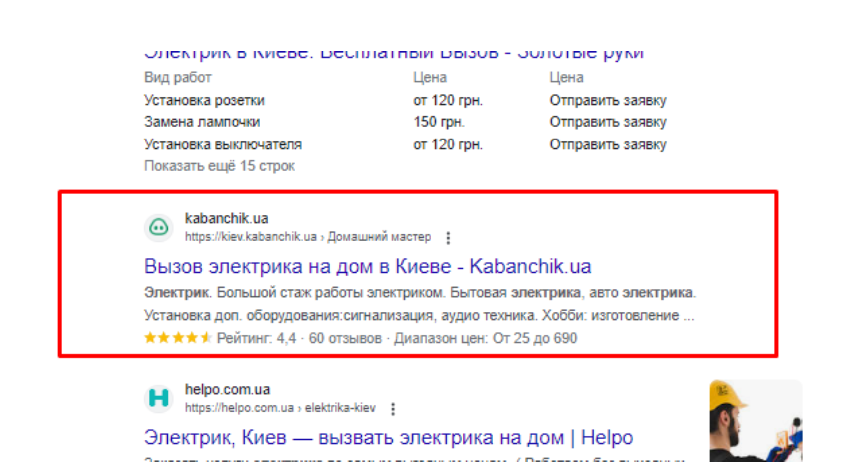 Электрик в Киеве: Бесплатный Вызов - Золотые руки
Вид работ Цена Цена
Установка розетки от 120 грн. Отправить заявку
Замена лампочки 150 грн. Отправить заявку
Установка выключателя от 120 грн. Отправить заявку
Показать ещё 15 строк
kabanchik.ua
https://kiev.kabanchik.ua › Домашний мастер
Вызов электрика на дом в Киеве - Kabanchik.ua
Электрик. Большой стаж работы электриком. Бытовая электрика, авто электрика.
Установка доп. оборудования:сигнализация, аудио техника. Хобби: изготовление ...
Рейтинг: 4,4 · 60 отзывов · Диапазон цен: От 25 до 690
helpo.com.ua
https://helpo.com.ua › elektrika-kiev
Электрик, Киев — вызвать электрика на дом | Helpo